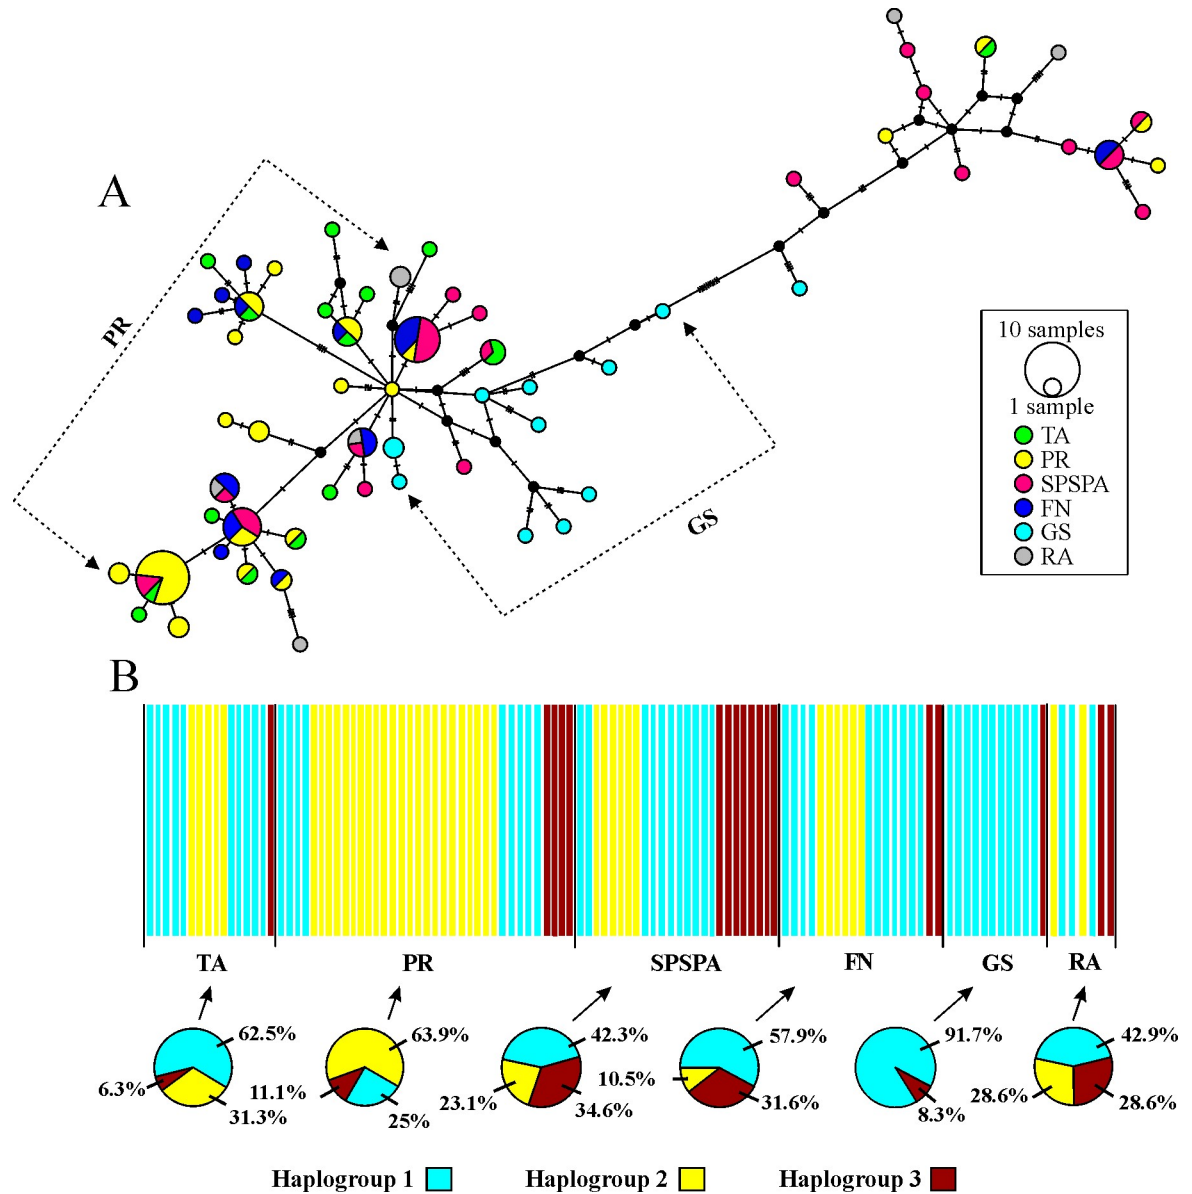 A
PR
GS
10 samples
1 sample
TA
PR
SPSPA
FN
GS
RA
B
TA PR SPSPA FN GS RA
62.5% 63.9% 42.3% 57.9% 91.7% 42.9%
6.3% 11.1% 23.1% 10.5% 28.6%
31.3% 25% 34.6% 31.6% 8.3% 28.6%
Haplogroup 1 Haplogroup 2 Haplogroup 3